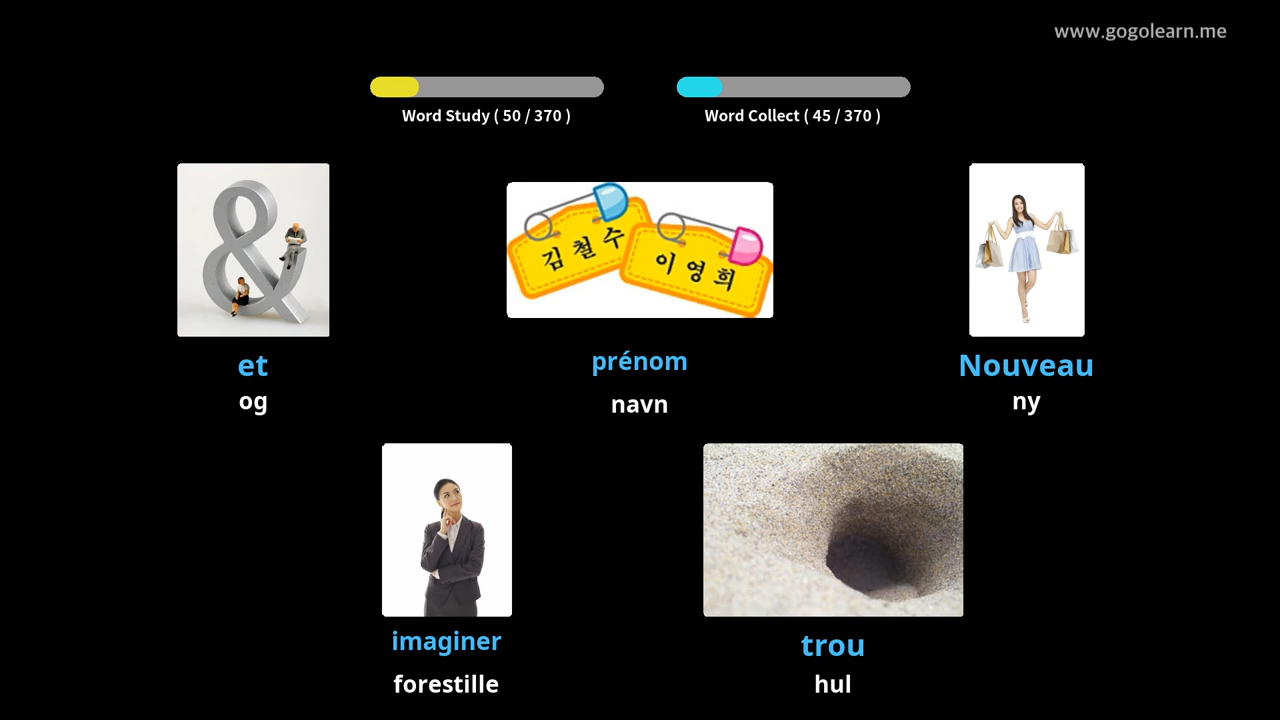 www.gogolearn.me
Word Study ( 50 / 370 )
Word Collect ( 45 / 370 )
김철수
이영희
et
og
prénom
navn
Nouveau
ny
imaginer
forestille
trou
hul